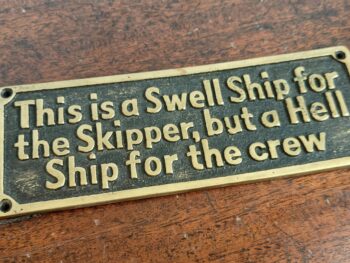 This is a Swell Ship for
the Skipper, but a Hell
Ship for the crew